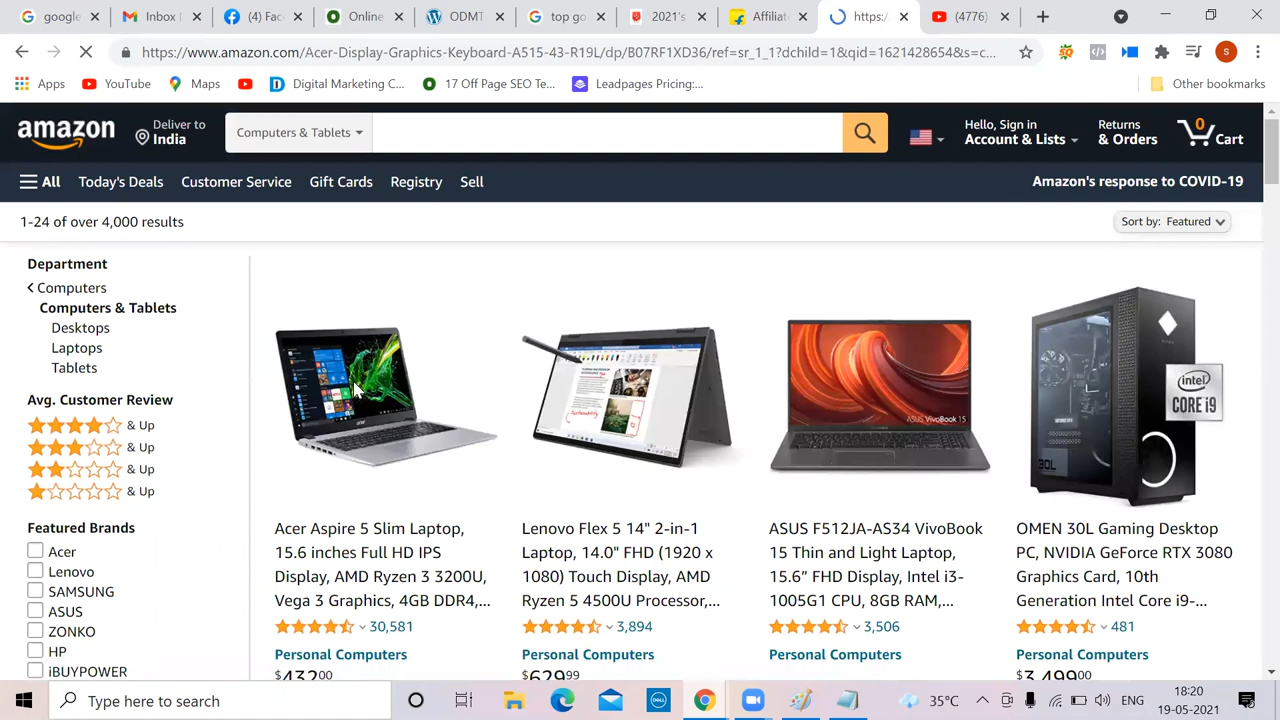 google
Inbox (
(4) Fac
Online
ODMT
top go
2021's
Affiliate
https:/
(4776)
https://www.amazon.com/Acer-Display-Graphics-Keyboard-A515-43-R19L/dp/B07RF1XD36/ref=sr_1_1?dchild=1&qid=1621428654&s=c...
S
Apps
YouTube
Maps
Digital Marketing C...
17 Off Page SEO Te...
Leadpages Pricing:...
Other bookmarks
amazon
Deliver to
India
Computers & Tablets
Hello, Sign in
Account & Lists
Returns
& Orders
0
Cart
All
Today's Deals
Customer Service
Gift Cards
Registry
Sell
Amazon's response to COVID-19
1-24 of over 4,000 results
Sort by: Featured
Department
Computers
Computers & Tablets
Desktops
Laptops
Tablets
Avg. Customer Review
& Up
& Up
& Up
& Up
Featured Brands
Acer
Lenovo
SAMSUNG
ASUS
ZONKO
HP
iBUYPOWER
ASUS VivoBook 15
intel
CORE i9
30L
Acer Aspire 5 Slim Laptop,
15.6 inches Full HD IPS
Display, AMD Ryzen 3 3200U,
Vega 3 Graphics, 4GB DDR4,...
30,581
Personal Computers
$432.00
Lenovo Flex 5 14" 2-in-1
Laptop, 14.0" FHD (1920 x
1080) Touch Display, AMD
Ryzen 5 4500U Processor,...
3,894
Personal Computers
$629.99
ASUS F512JA-AS34 VivoBook
15 Thin and Light Laptop,
15.6" FHD Display, Intel i3-
1005G1 CPU, 8GB RAM,...
3,506
Personal Computers
OMEN 30L Gaming Desktop
PC, NVIDIA GeForce RTX 3080
Graphics Card, 10th
Generation Intel Core i9-...
481
Personal Computers
$3,499.00
Type here to search
DELL
35°C
ENG
18:20
19-05-2021